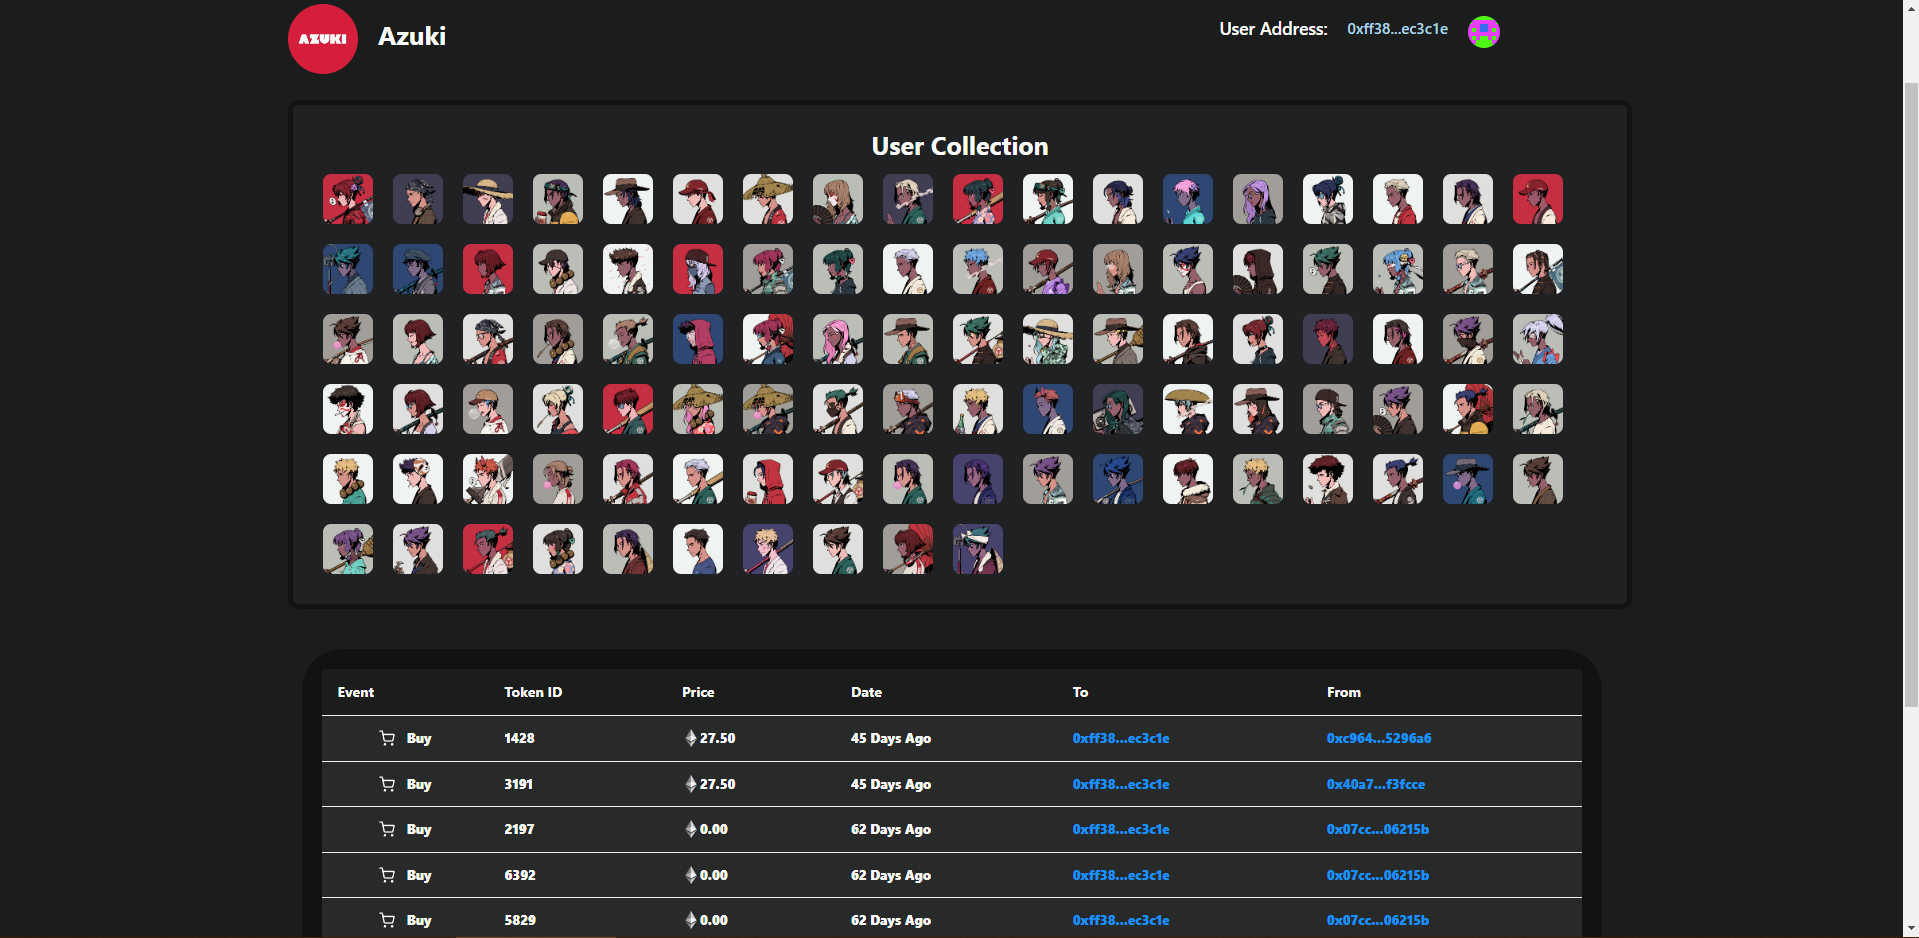 AZUKI
Azuki
User Address: 0xff38...ec3c1e
User Collection
Event Token ID Price Date To From
Buy 1428 27.50 45 Days Ago 0xff38...ec3c1e 0xc964...5296a6
Buy 3191 27.50 45 Days Ago 0xff38...ec3c1e 0x40a7...f3fcce
Buy 2197 0.00 62 Days Ago 0xff38...ec3c1e 0x07cc...06215b
Buy 6392 0.00 62 Days Ago 0xff38...ec3c1e 0x07cc...06215b
Buy 5829 0.00 62 Days Ago 0xff38...ec3c1e 0x07cc...06215b